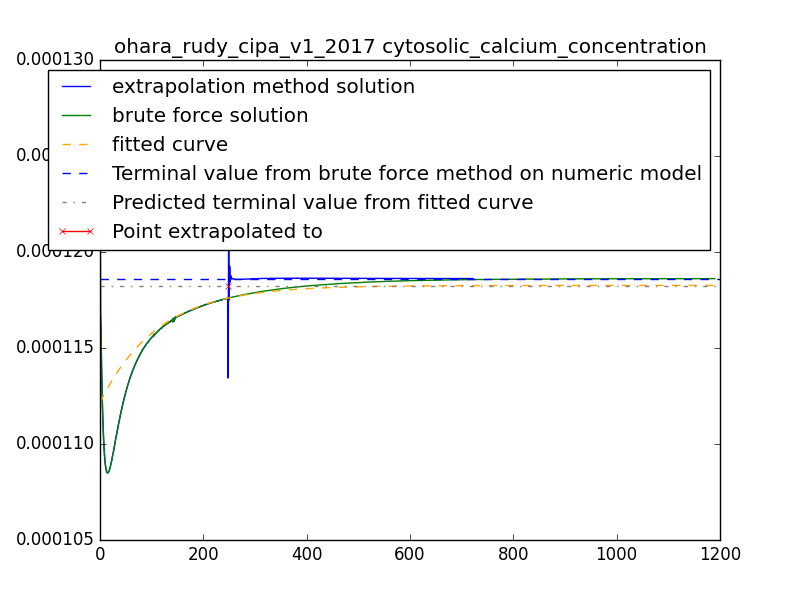 ohara_rudy_cipa_v1_2017 cytosolic_calcium_concentration
0.000130
extrapolation method solution
brute force solution
fitted curve
Terminal value from brute force method on numeric model
Predicted terminal value from fitted curve
Point extrapolated to
0.000115
0.000110
0.000105
0 200 400 600 800 1000 1200